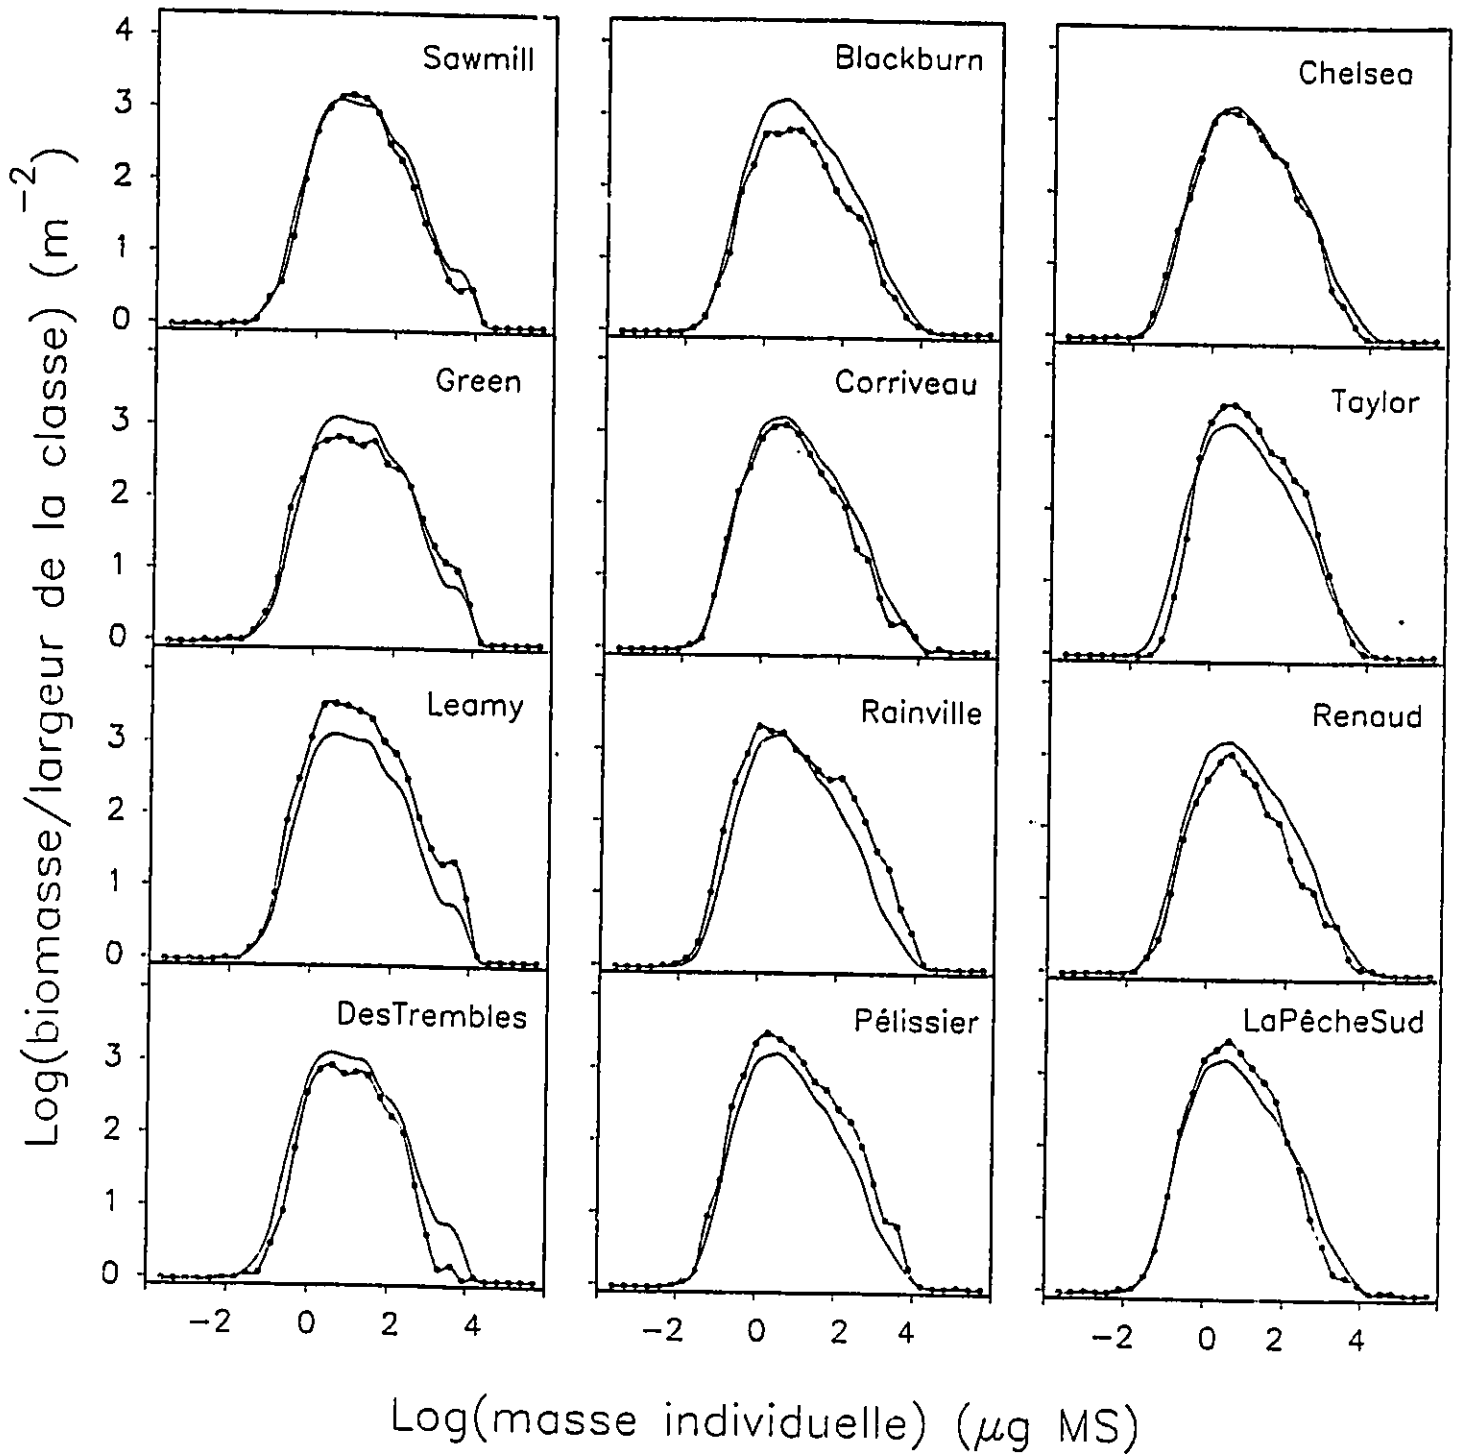 Log(biomasse/largeur de la classe) (m⁻²)
4
3
2
1
0
Sawmill
Blackburn
Chelsea
3
2
1
0
Green
Corriveau
Taylor
3
2
1
0
Leamy
Rainville
Renaud
3
2
1
0
DesTrembles
Pélissier
LaPêcheSud
−2 0 2 4
−2 0 2 4
−2 0 2 4
Log(masse individuelle) (μg MS)